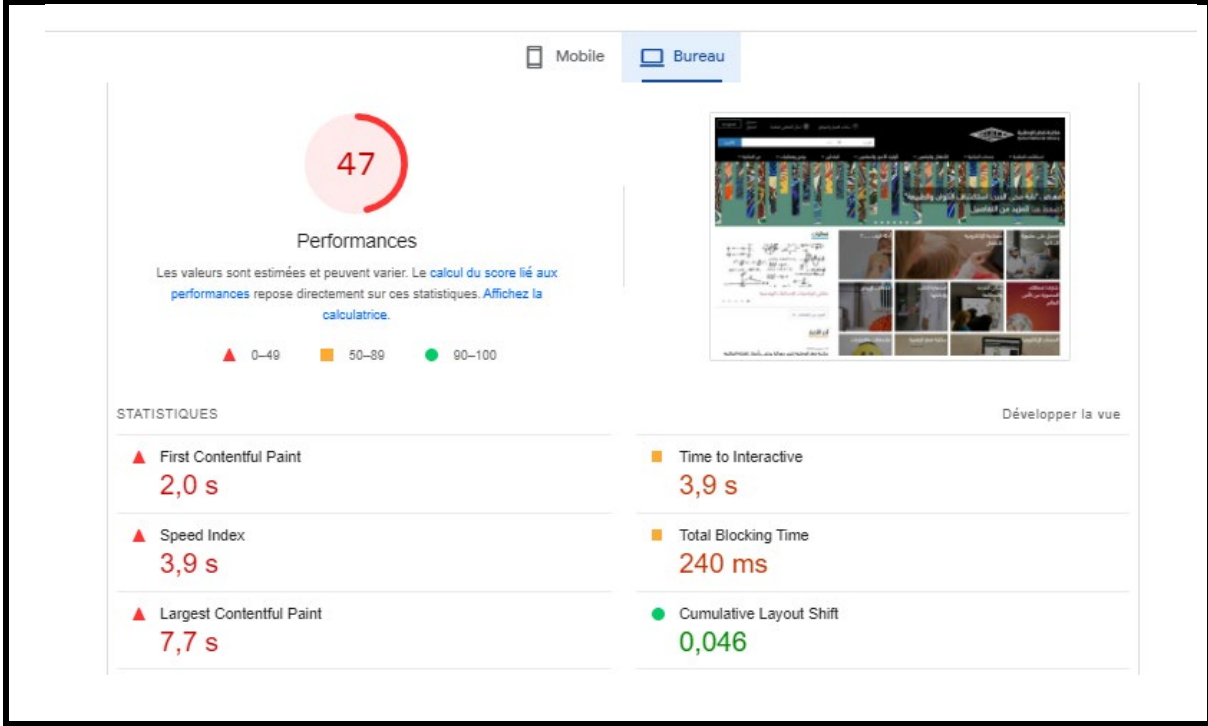 Mobile
Bureau
47
Performances
Les valeurs sont estimées et peuvent varier. Le calcul du score lié aux
performances repose directement sur ces statistiques. Affichez la
calculatrice.
0–49
50–89
90–100
STATISTIQUES
Développer la vue
First Contentful Paint
2,0 s
Time to Interactive
3,9 s
Speed Index
3,9 s
Total Blocking Time
240 ms
Largest Contentful Paint
7,7 s
Cumulative Layout Shift
0,046